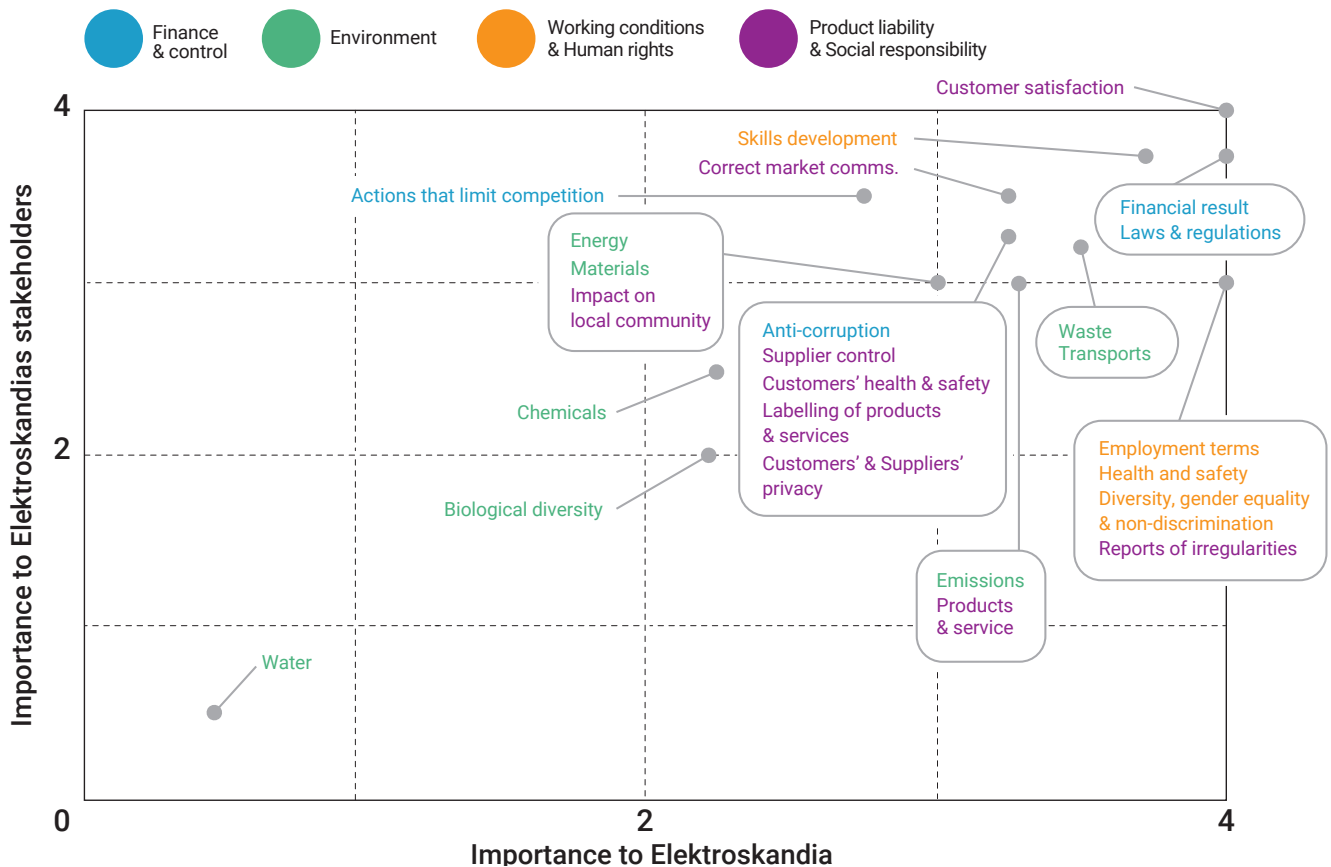 Finance
& control
Environment
Working conditions
& Human rights
Product liability
& Social responsibility
Customer satisfaction
4
Skills development
Correct market comms.
Actions that limit competition
Financial result
Laws & regulations
Energy
Materials
Impact on
local community
Anti-corruption
Supplier control
Customers' health & safety
Labelling of products
& services
Customers' & Suppliers'
privacy
Waste
Transports
Chemicals
2
Biological diversity
Employment terms
Health and safety
Diversity, gender equality
& non-discrimination
Reports of irregularities
Emissions
Products
& service
Water
Importance to Elektroskandias stakeholders
0
2
4
Importance to Elektroskandia